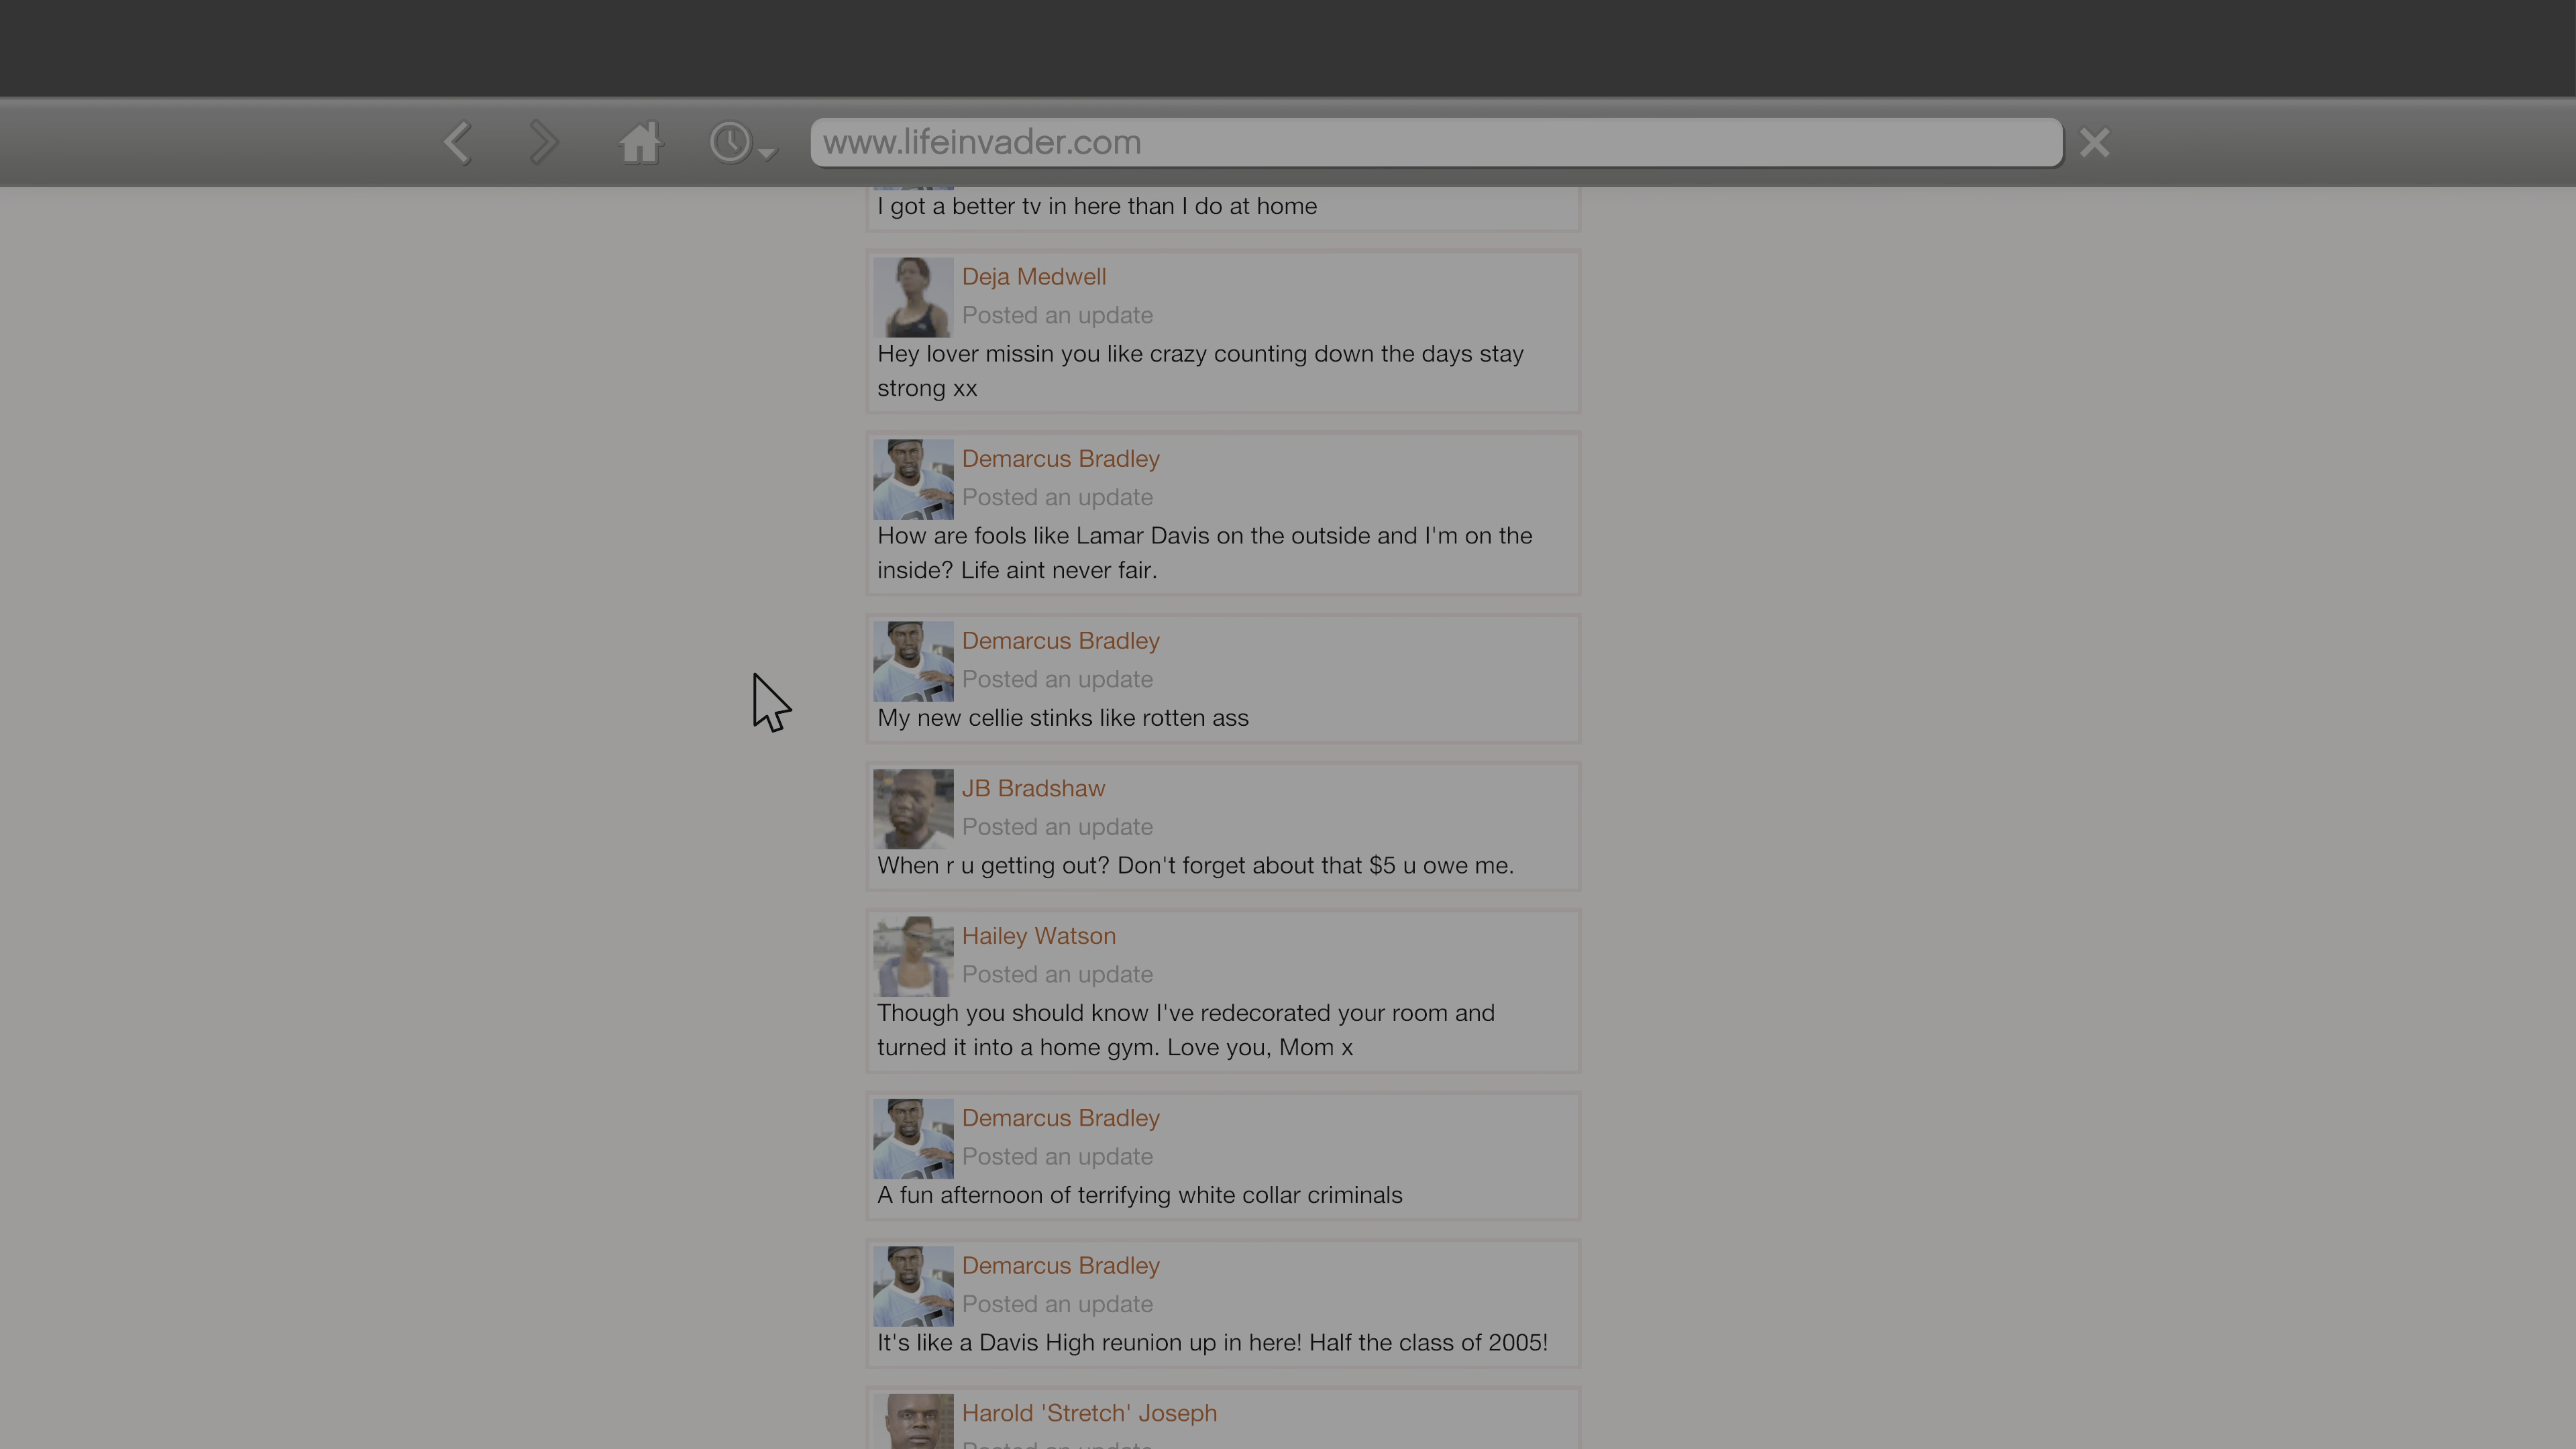 www.lifeinvader.com
I got a better tv in here than I do at home
Deja Medwell
Posted an update
Hey lover missin you like crazy counting down the days stay
strong xx
Demarcus Bradley
Posted an update
How are fools like Lamar Davis on the outside and I'm on the
inside? Life aint never fair.
Demarcus Bradley
Posted an update
My new cellie stinks like rotten ass
JB Bradshaw
Posted an update
When r u getting out? Don't forget about that $5 u owe me.
Hailey Watson
Posted an update
Though you should know I've redecorated your room and
turned it into a home gym. Love you, Mom x
Demarcus Bradley
Posted an update
A fun afternoon of terrifying white collar criminals
Demarcus Bradley
Posted an update
It's like a Davis High reunion up in here! Half the class of 2005!
Harold 'Stretch' Joseph
Posted an update